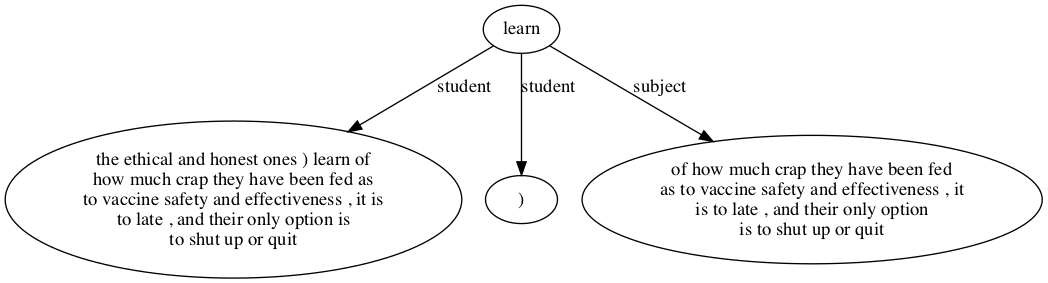 learn
student
student
subject
the ethical and honest ones ) learn of
how much crap they have been fed as
to vaccine safety and effectiveness , it is
to late , and their only option is
to shut up or quit
)
of how much crap they have been fed
as to vaccine safety and effectiveness , it
is to late , and their only option
is to shut up or quit